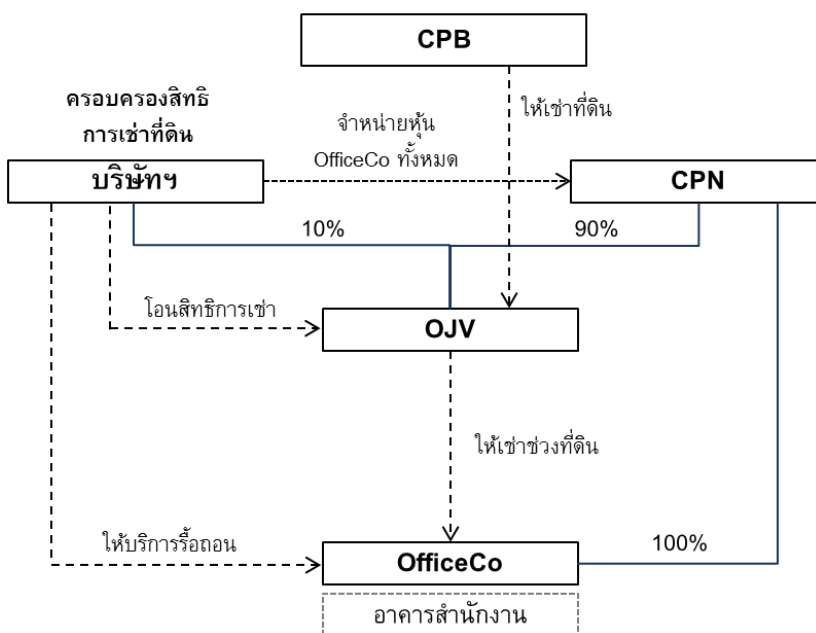 CPB
ครอบครองสิทธิ
การเช่าที่ดิน
ให้เช่าที่ดิน
จำหน่ายหุ้น
OfficeCo ทั้งหมด
บริษัทฯ
CPN
10%
90%
โอนสิทธิการเช่า
OJV
ให้เช่าช่วงที่ดิน
ให้บริการรื้อถอน
OfficeCo
100%
อาคารสำนักงาน